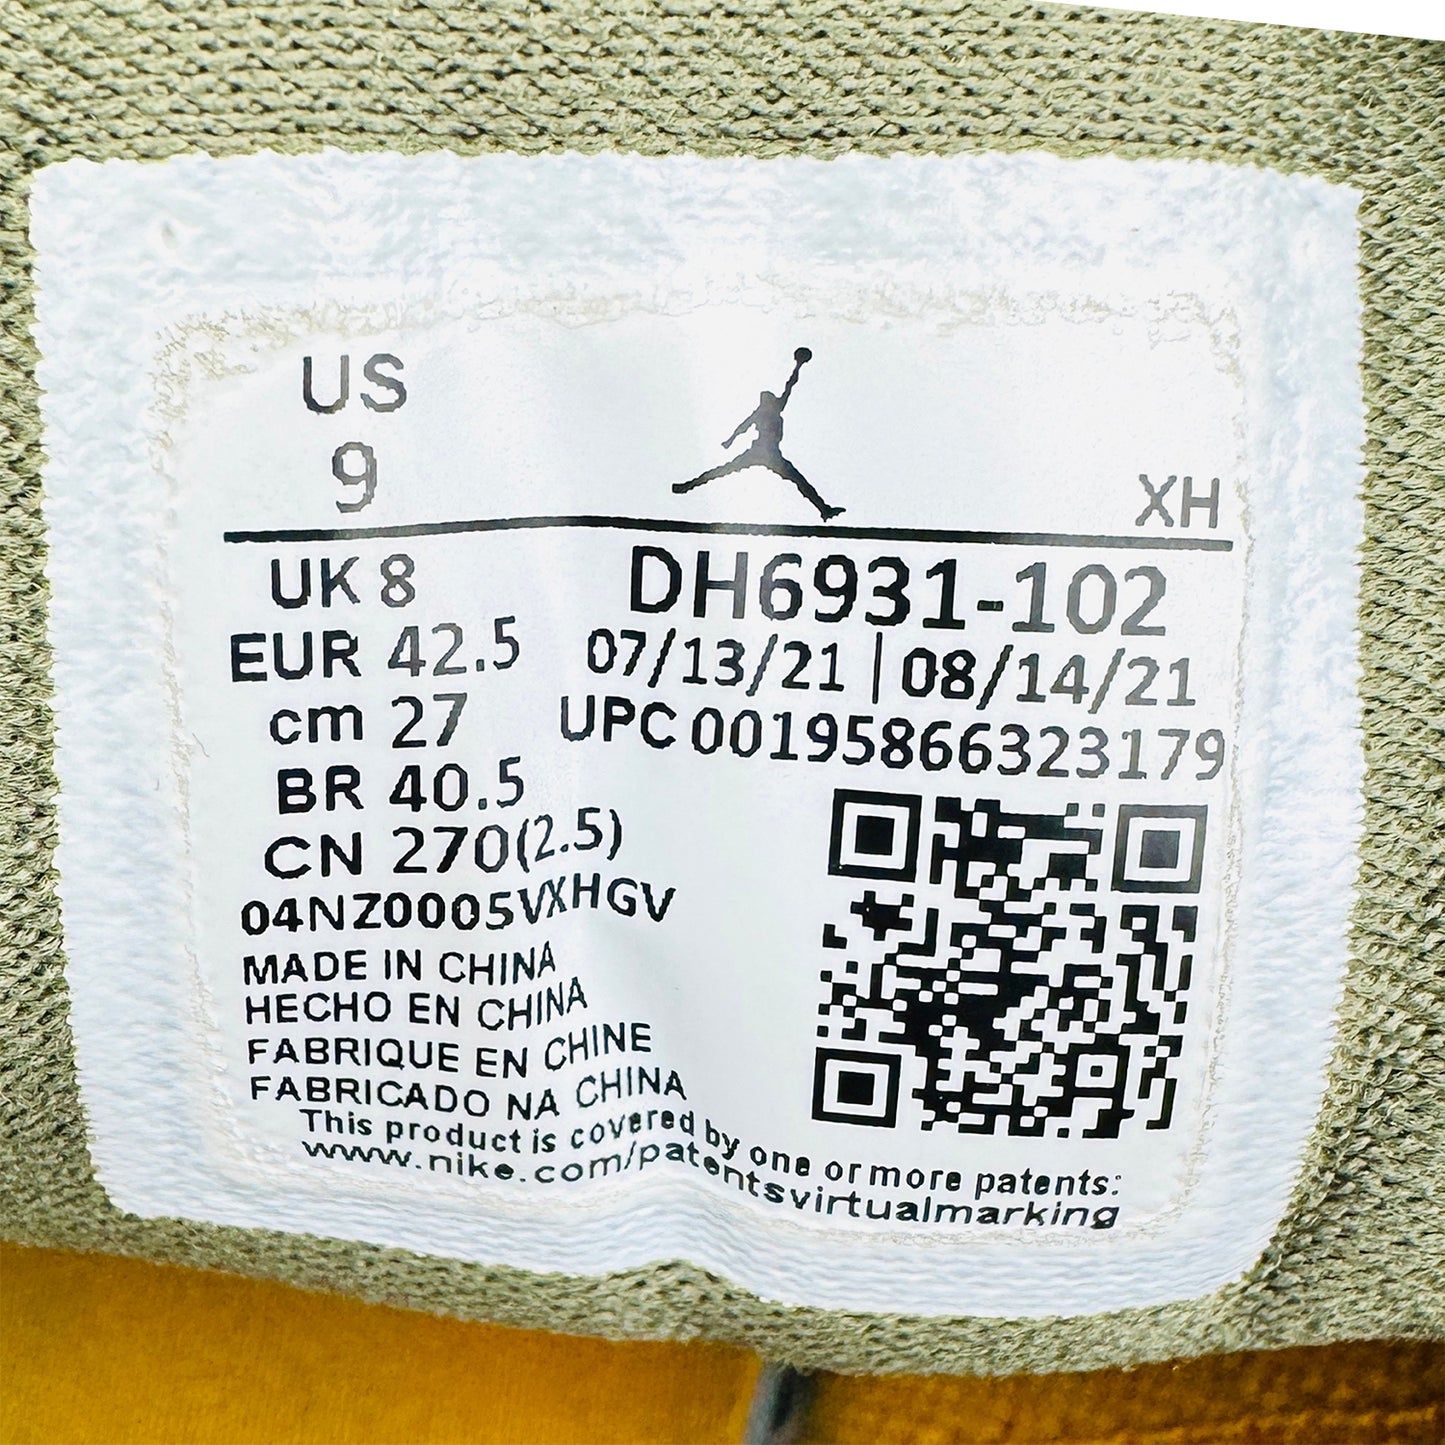 US
9
XH
UK 8
EUR 42.5
cm 27
BR 40.5
CN 270(2.5)
DH6931-102
07/13/21 | 08/14/21
UPC 00195866323179
04NZ0005VXHGV
MADE IN CHINA
HECHO EN CHINA
FABRIQUE EN CHINE
FABRICADO NA CHINA
This product is covered by one or more patents:
www.nike.com/patentsvirtualmarking